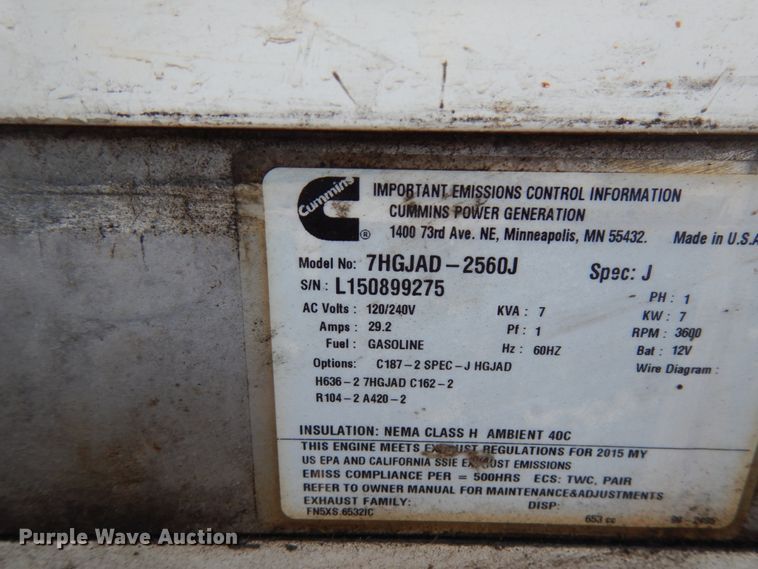 Cummins
®
IMPORTANT EMISSIONS CONTROL INFORMATION
CUMMINS POWER GENERATION
1400 73rd Ave. NE, Minneapolis, MN 55432. Made in U.S.A
Model No: 7HGJAD-2560J Spec: J
S/N: L150899275
AC Volts: 120/240V KVA: 7 PH: 1
Amps: 29.2 Pf: 1 KW: 7
Fuel: GASOLINE Hz: 60HZ RPM: 3600
Options: C187-2 SPEC-J HGJAD Bat: 12V
H636-2 7HGJAD C162-2 Wire Diagram:
R104-2 A420-2
INSULATION: NEMA CLASS H AMBIENT 40C
THIS ENGINE MEETS EXHAUST REGULATIONS FOR 2015 MY
US EPA AND CALIFORNIA SSIE EXHAUST EMISSIONS
EMISS COMPLIANCE PER = 500HRS ECS: TWC, PAIR
REFER TO OWNER MANUAL FOR MAINTENANCE&ADJUSTMENTS
EXHAUST FAMILY: DISP:
FN5XS.6532IC 653 cc
Purple Wave Auction